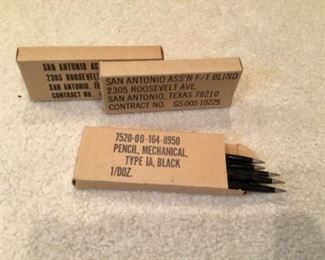 SAN ANTONIO ASS'
2305 ROOSEVELT
SAN ANTONIO, T
CONTRACT NO.
SAN ANTONIO ASS'N F/T BLIND
2305 ROOSEVELT AVE.
SAN ANTONIO, TEXAS 78210
CONTRACT NO. GS-00S-10225
7520-00-164-8950
PENCIL, MECHANICAL,
TYPE IA, BLACK
1/DOZ.